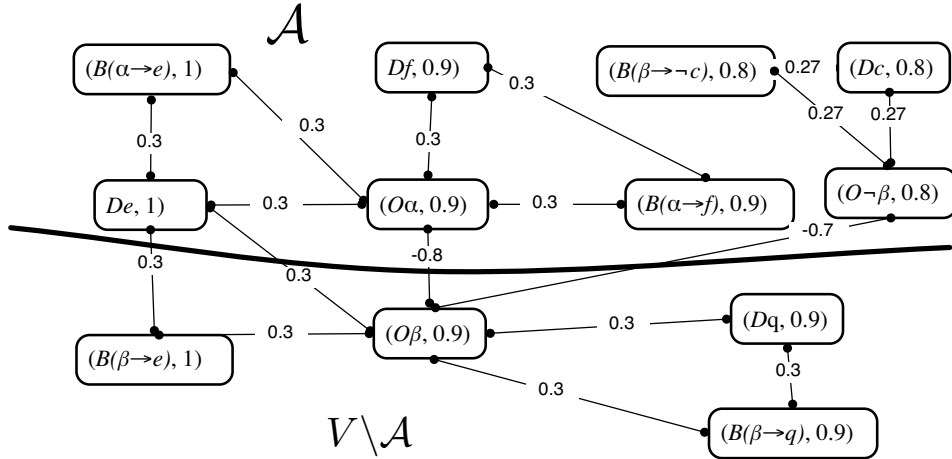 𝒜
(B(α→e), 1)
Df, 0.9)
(B(β→¬c), 0.8)
0.27
(Dc, 0.8)
0.3
0.3
0.3
0.3
0.27
0.27
De, 1)
0.3
(Oα, 0.9)
0.3
(B(α→f), 0.9)
(O¬β, 0.8)
0.3
0.3
-0.8
-0.7
(B(β→e), 1)
0.3
(Oβ, 0.9)
0.3
(Dq, 0.9)
0.3
0.3
V\𝒜
(B(β→q), 0.9)